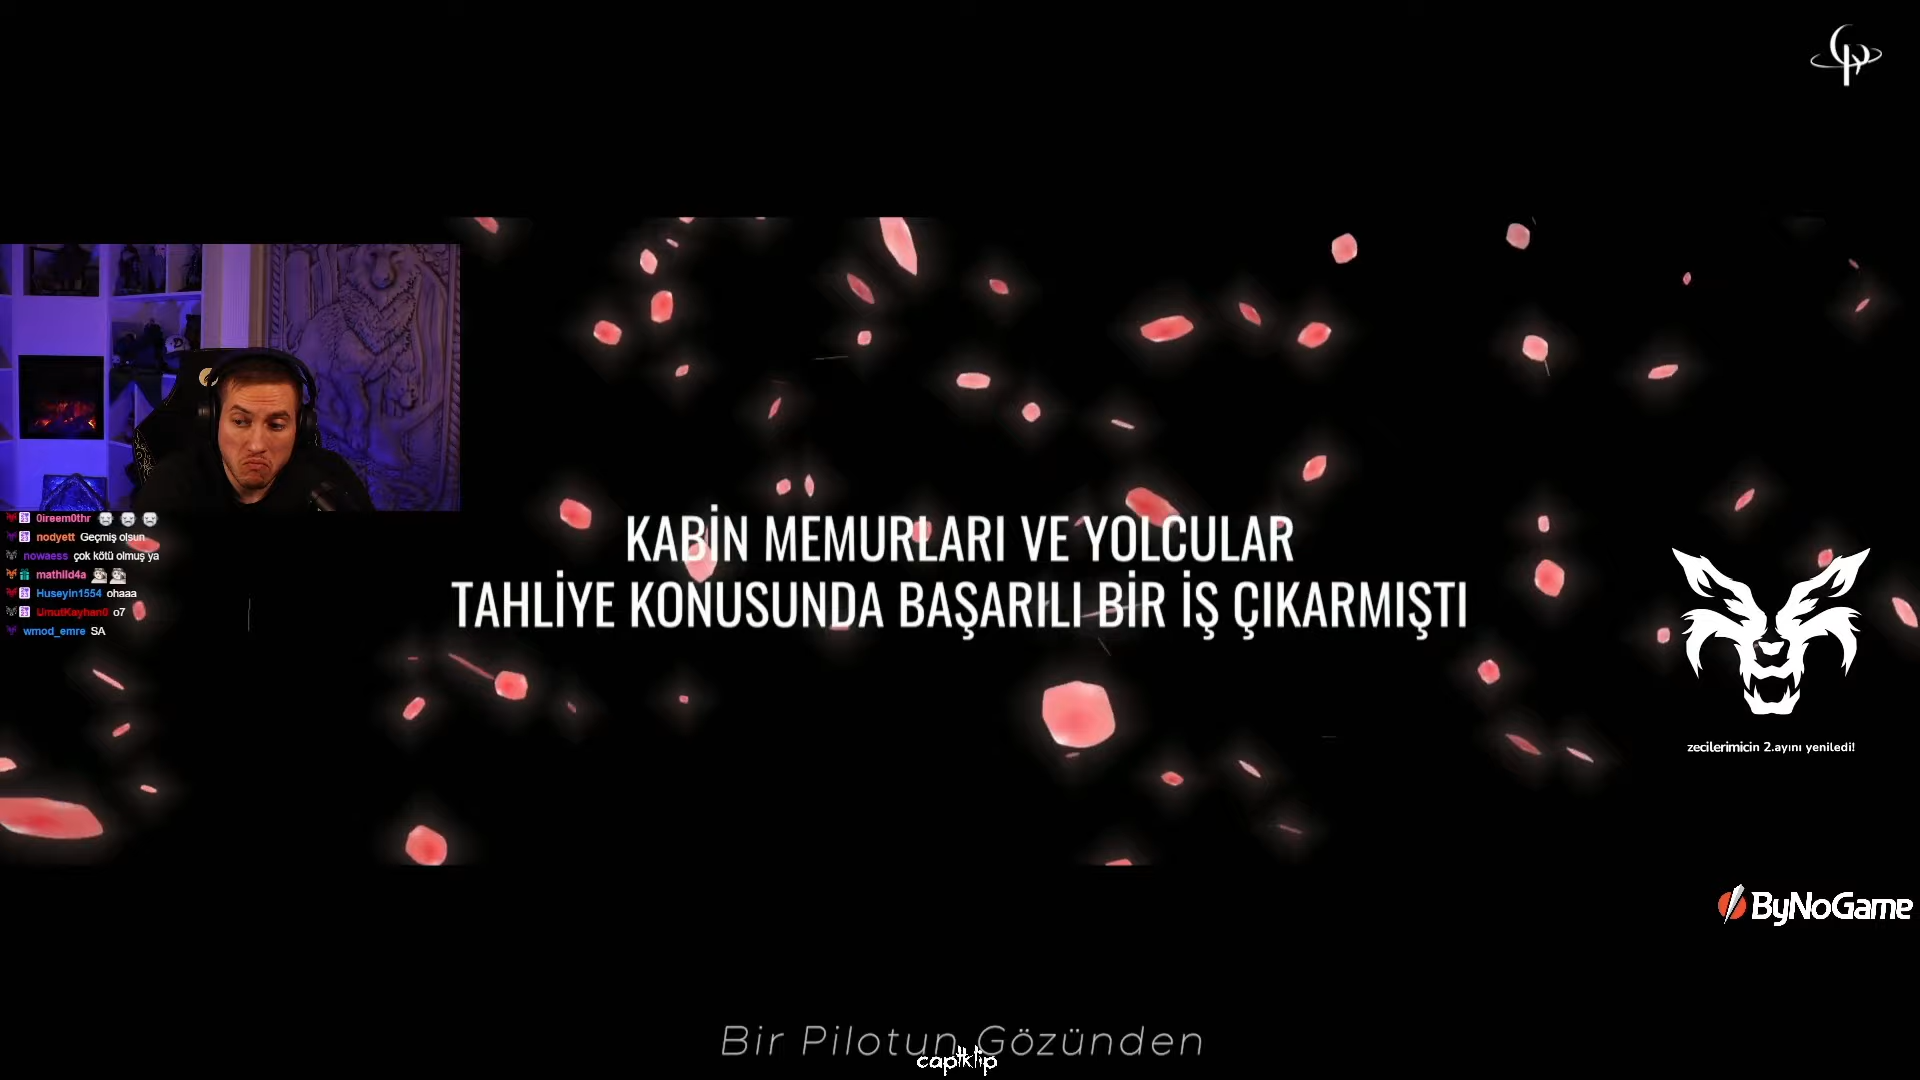 0ireem0thr
nodyett Geçmiş olsun
nowaess çok kötü olmuş ya
mathild4a
Huseyin1554 ohaaa
UmutKayhan0 o7
wmod_emre SA
KABİN MEMURLARI VE YOLCULAR
TAHLİYE KONUSUNDA BAŞARILI BİR İŞ ÇIKARMIŞTI
zecilerimicin 2.ayını yeniledi!
ByNoGame
Bir Pilotun Gözünden
captklip